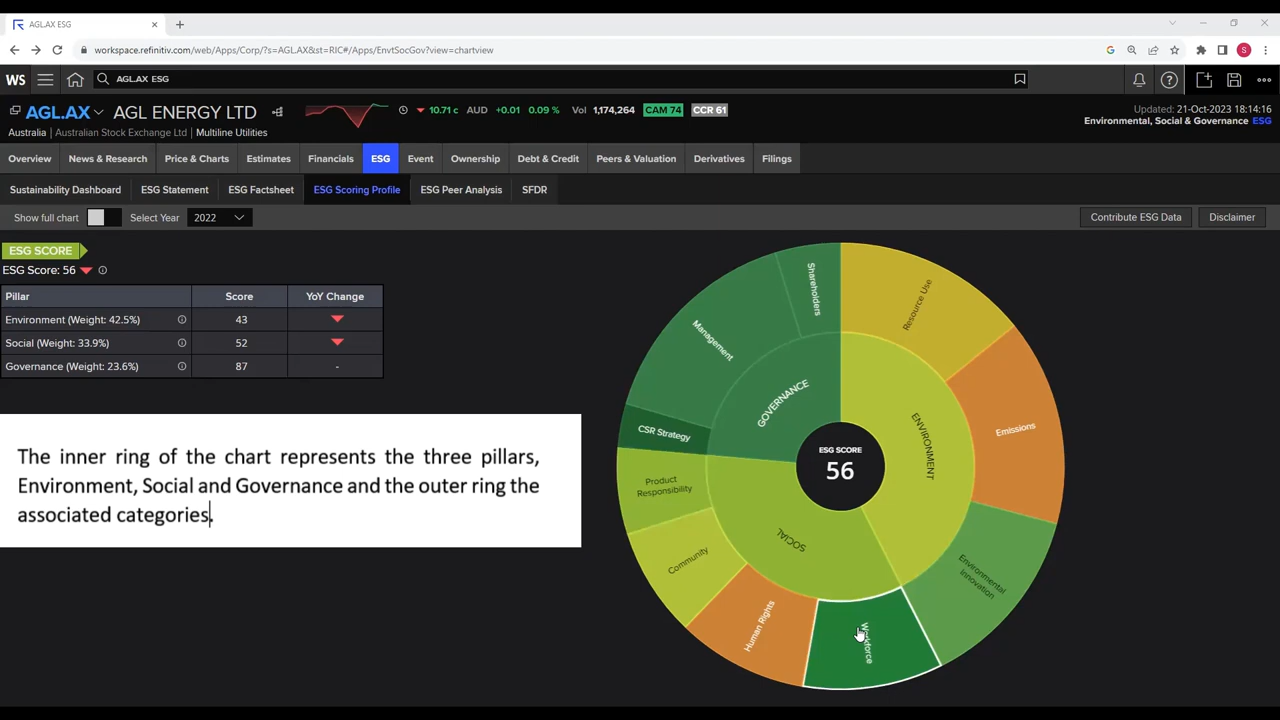 AGL.AX ESG
workspace.refinitiv.com/web/Apps/Corp/?s=AGL.AX&st=RIC#/Apps/EnvtSocGov?view=chartview
S
WS
AGL.AX ESG
AGL.AX AGL ENERGY LTD 10.71 c AUD +0.01 0.09 % Vol 1,174,264 CAM 74 CCR 61
Updated: 21-Oct-2023 18:14:16
Environmental, Social & Governance ESG
Australia | Australian Stock Exchange Ltd | Multiline Utilities
Overview News & Research Price & Charts Estimates Financials ESG Event Ownership Debt & Credit Peers & Valuation Derivatives Filings
Sustainability Dashboard ESG Statement ESG Factsheet ESG Scoring Profile ESG Peer Analysis SFDR
Show full chart Select Year 2022 Contribute ESG Data Disclaimer
ESG SCORE
ESG Score: 56
Pillar Score YoY Change
Environment (Weight: 42.5%) 43
Social (Weight: 33.9%) 52
Governance (Weight: 23.6%) 87 -
The inner ring of the chart represents the three pillars,
Environment, Social and Governance and the outer ring the
associated categories.
ESG SCORE
56
ENVIRONMENT
SOCIAL
GOVERNANCE
Resource Use
Emissions
Environmental
Innovation
Workforce
Human Rights
Community
Product
Responsibility
CSR Strategy
Management
Shareholders